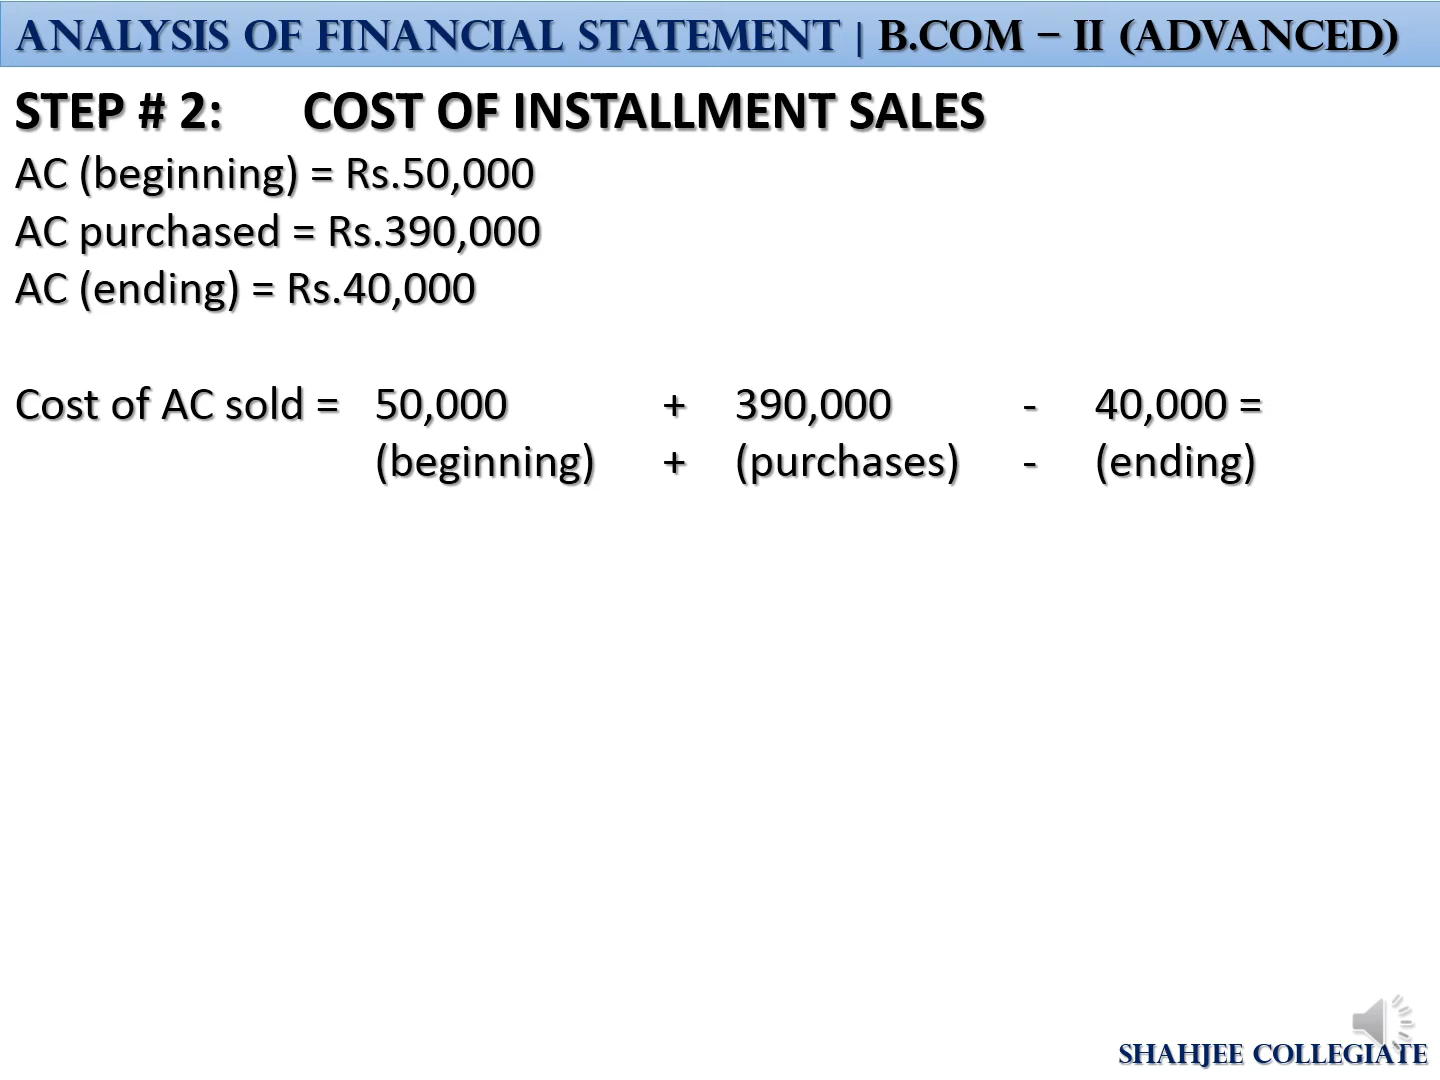 ANALYSIS OF FINANCIAL STATEMENT | B.COM – II (ADVANCED)
STEP # 2: COST OF INSTALLMENT SALES
AC (beginning) = Rs.50,000
AC purchased = Rs.390,000
AC (ending) = Rs.40,000
Cost of AC sold = 50,000 + 390,000 - 40,000 =
(beginning) + (purchases) - (ending)
SHAHJEE COLLEGIATE